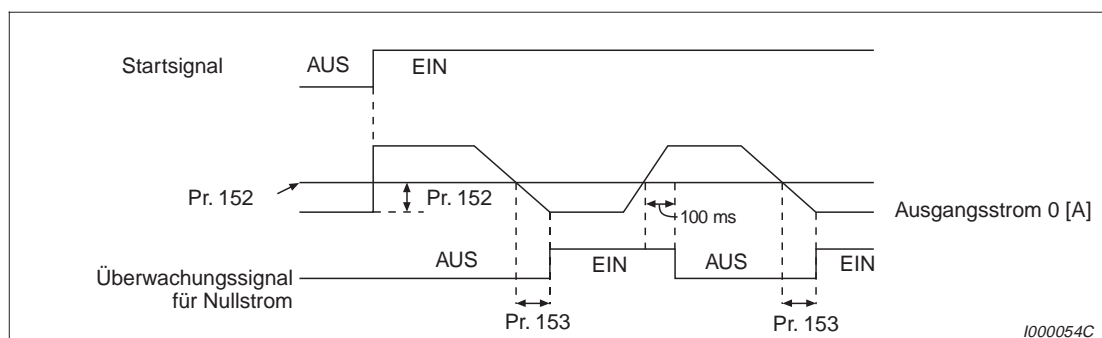 Startsignal
AUS
EIN
Pr. 152
Pr. 152
100 ms
Ausgangsstrom 0 [A]
Überwachungssignal
für Nullstrom
AUS
EIN
AUS
EIN
Pr. 153
Pr. 153
I000054C